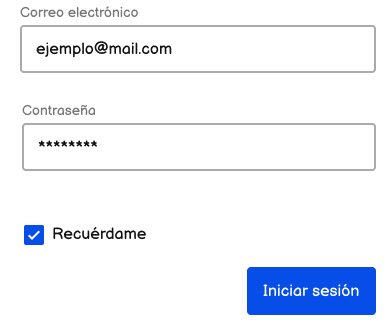 Correo electrónico
ejemplo@mail.com
Contraseña
********
Recuérdame
Iniciar sesión